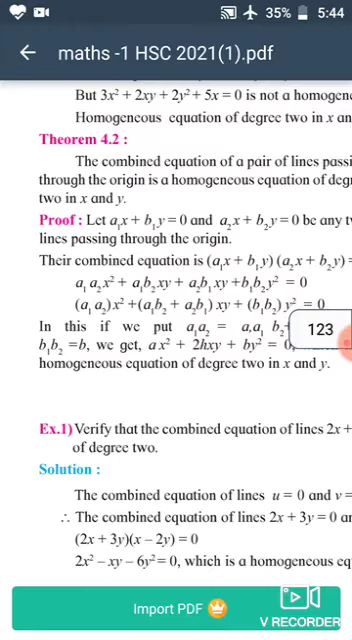 35% 5:44
maths -1 HSC 2021(1).pdf
But 3x² + 2xy + 2y² + 5x = 0 is not a homogen
Homogeneous equation of degree two in x an
Theorem 4.2 :
The combined equation of a pair of lines passi
through the origin is a homogeneous equation of deg
two in x and y.
Proof : Let a₁x + b₁y = 0 and a₂x + b₂y = 0 be any t
lines passing through the origin.
Their combined equation is (a₁x + b₁y) (a₂x + b₂y) =
a₁ a₂x² + a₁b₂xy + a₂b₁xy +b₁b₂y² = 0
(a₁ a₂)x² +(a₁b₂ + a₂b₁) xy + (b₁b₂) y² = 0
In this if we put a₁a₂ = a, a₁ b₂
123
b₁b₂ =b, we get, ax² + 2hxy + by² = 0,
homogeneous equation of degree two in x and y.
Ex.1) Verify that the combined equation of lines 2x +
of degree two.
Solution :
The combined equation of lines u = 0 and v =
∴ The combined equation of lines 2x + 3y = 0 a
(2x + 3y)(x – 2y) = 0
2x² – xy – 6y² = 0, which is a homogeneous eq
Import PDF
V RECORDER